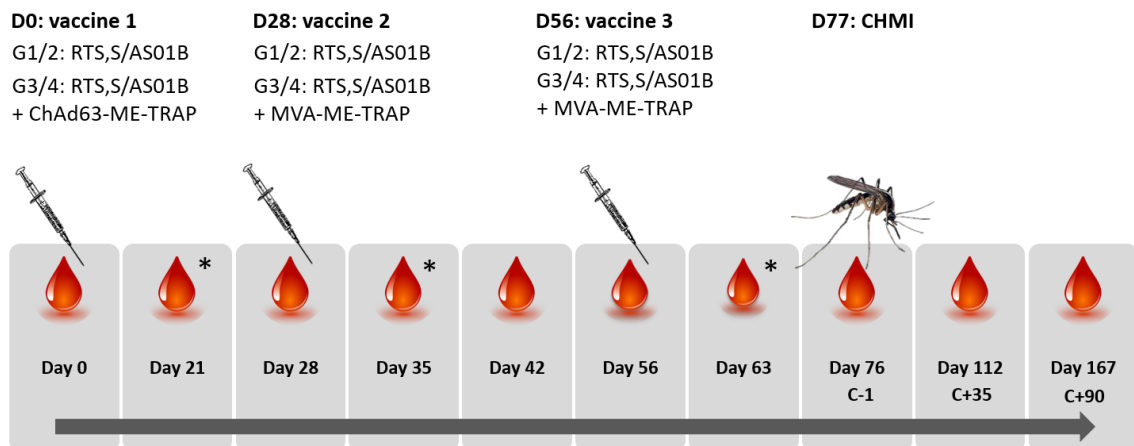 D0: vaccine 1
G1/2: RTS,S/AS01B
G3/4: RTS,S/AS01B
+ ChAd63-ME-TRAP
D28: vaccine 2
G1/2: RTS,S/AS01B
G3/4: RTS,S/AS01B
+ MVA-ME-TRAP
D56: vaccine 3
G1/2: RTS,S/AS01B
G3/4: RTS,S/AS01B
+ MVA-ME-TRAP
D77: CHMI
*
*
*
Day 0
Day 21
Day 28
Day 35
Day 42
Day 56
Day 63
Day 76
C-1
Day 112
C+35
Day 167
C+90